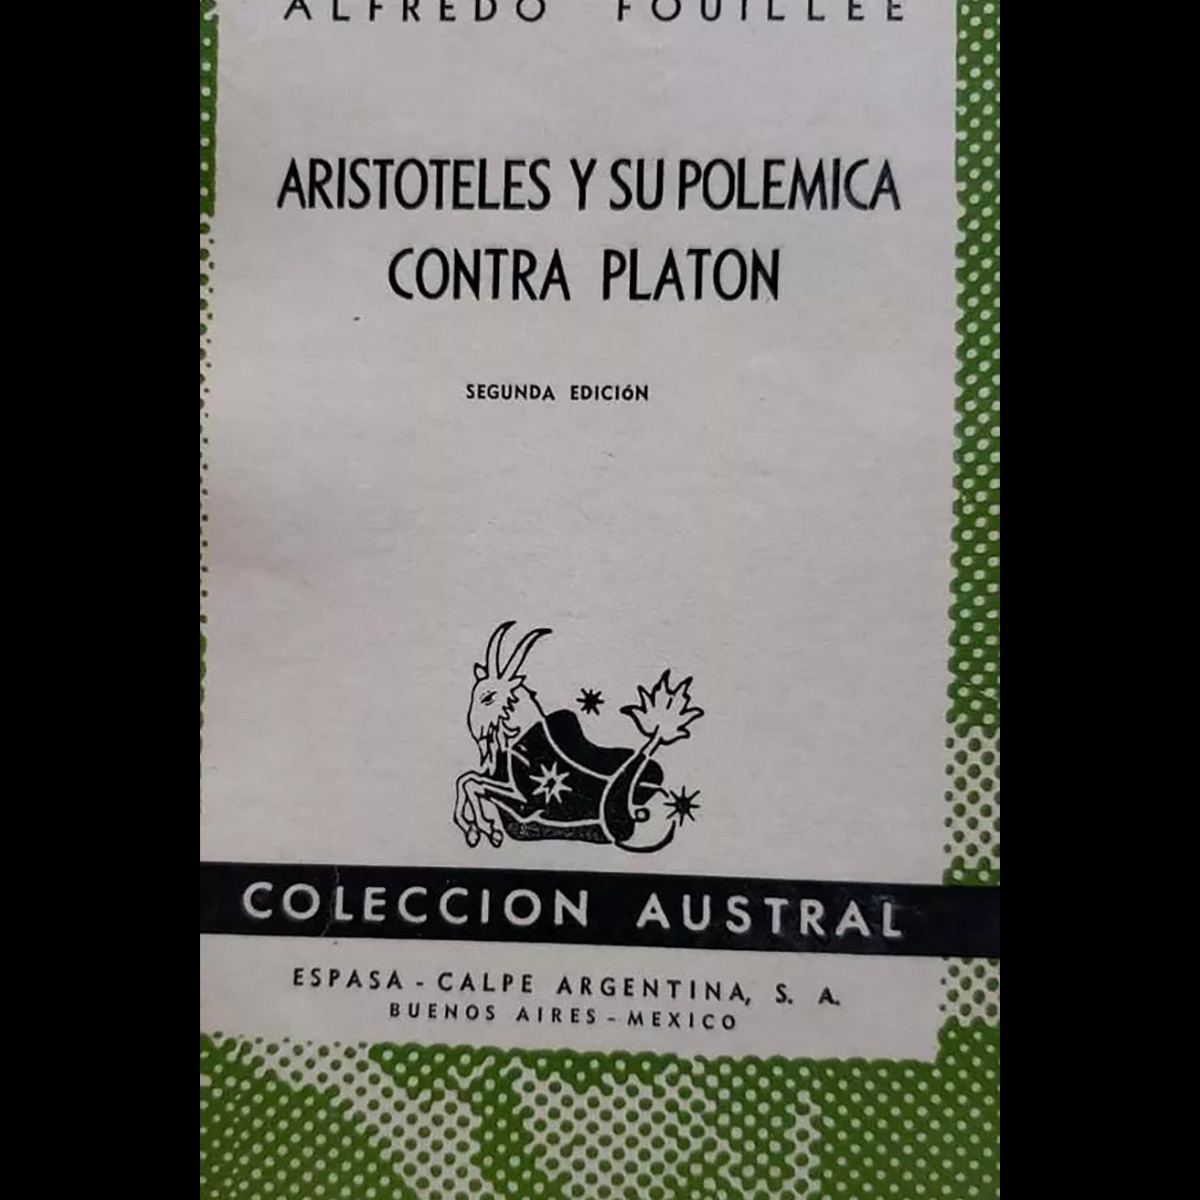 ALFREDO FOUILLEE
ARISTOTELES Y SU POLEMICA
CONTRA PLATON
SEGUNDA EDICIÓN
COLECCION AUSTRAL
ESPASA - CALPE ARGENTINA, S. A.
BUENOS AIRES - MEXICO